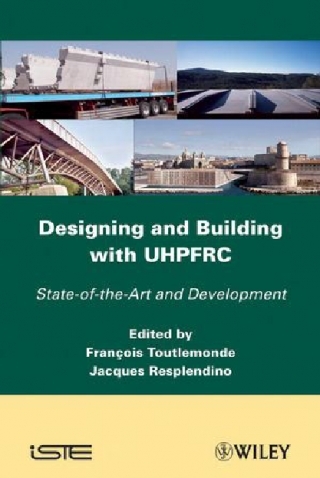 Designing and Building
with UHPFRC
State-of-the-Art and Development
Edited by
François Toutlemonde
Jacques Resplendino
iSTE
WILEY